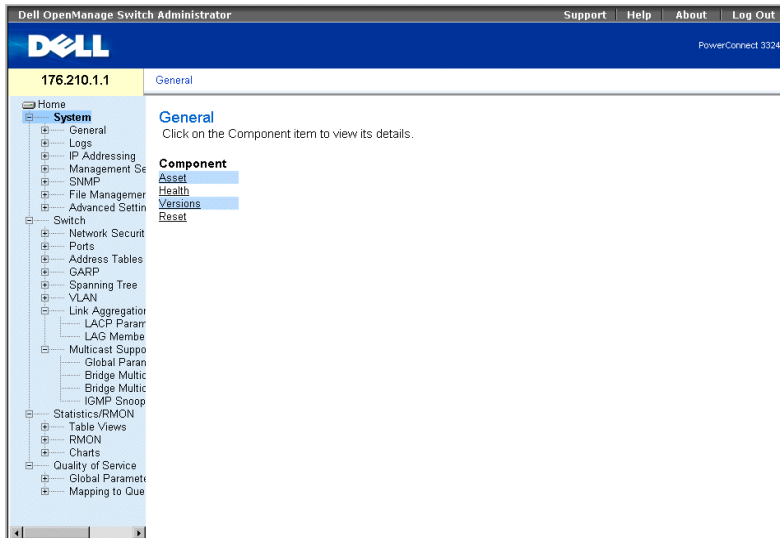 Dell OpenManage Switch Administrator
Support Help About Log Out
DELL
PowerConnect 3324
176.210.1.1
General
Home
System
General
Logs
IP Addressing
Management Se
SNMP
File Managemer
Advanced Settin
Switch
Network Securit
Ports
Address Tables
GARP
Spanning Tree
VLAN
Link Aggregatior
LACP Param
LAG Membe
Multicast Suppo
Global Paran
Bridge Multic
Bridge Multic
IGMP Snoop
Statistics/RMON
Table Views
RMON
Charts
Quality of Service
Global Paramete
Mapping to Que
General
Click on the Component item to view its details.
Component
Asset
Health
Versions
Reset